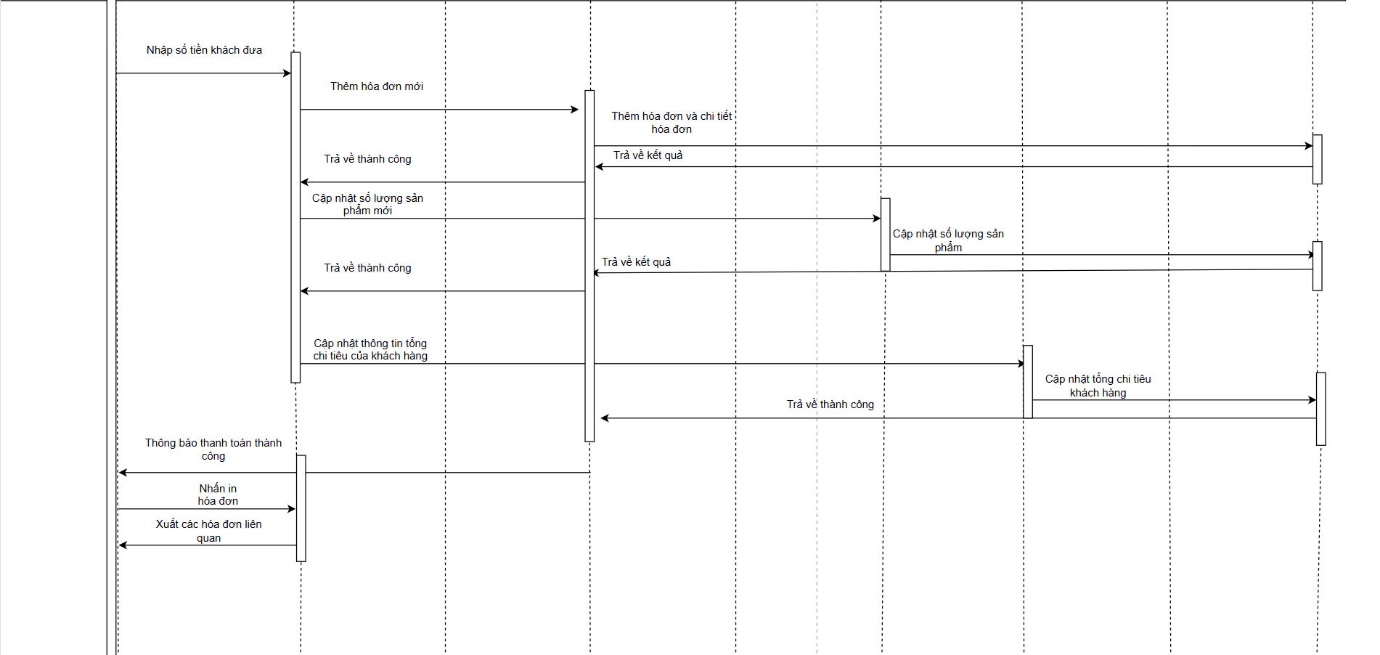 Nhập số tiền khách đưa
Thêm hóa đơn mới
Thêm hóa đơn và chi tiết
hóa đơn
Trả về kết quả
Trả về thành công
Cập nhật số lượng sản
phẩm mới
Cập nhật số lượng sản
phẩm
Trả về kết quả
Trả về thành công
Cập nhật thông tin tổng
chi tiêu của khách hàng
Cập nhật tổng chi tiêu
khách hàng
Trả về thành công
Thông báo thanh toán thành
công
Nhấn in
hóa đơn
Xuất các hóa đơn liên
quan